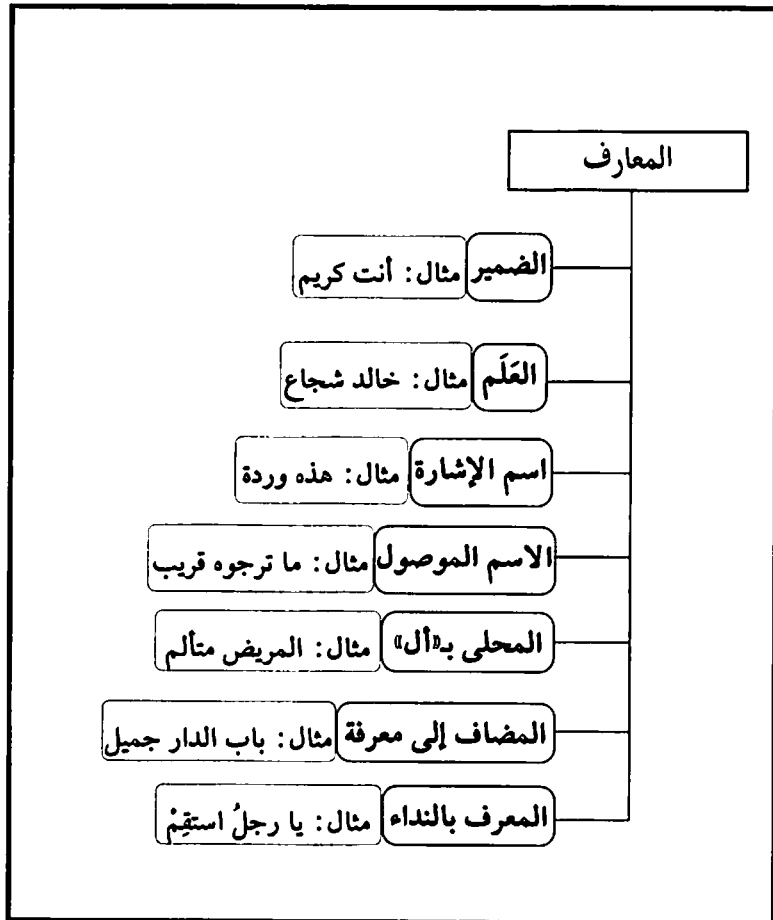 المعارف
الضمير مثال: أنت كريم
العَلَم مثال: خالد شجاع
اسم الإشارة مثال: هذه وردة
الاسم الموصول مثال: ما ترجوه قريب
المحلى بـ«أل» مثال: المريض متألم
المضاف إلى معرفة مثال: باب الدار جميل
المعرف بالنداء مثال: يا رجلُ استقِمْ